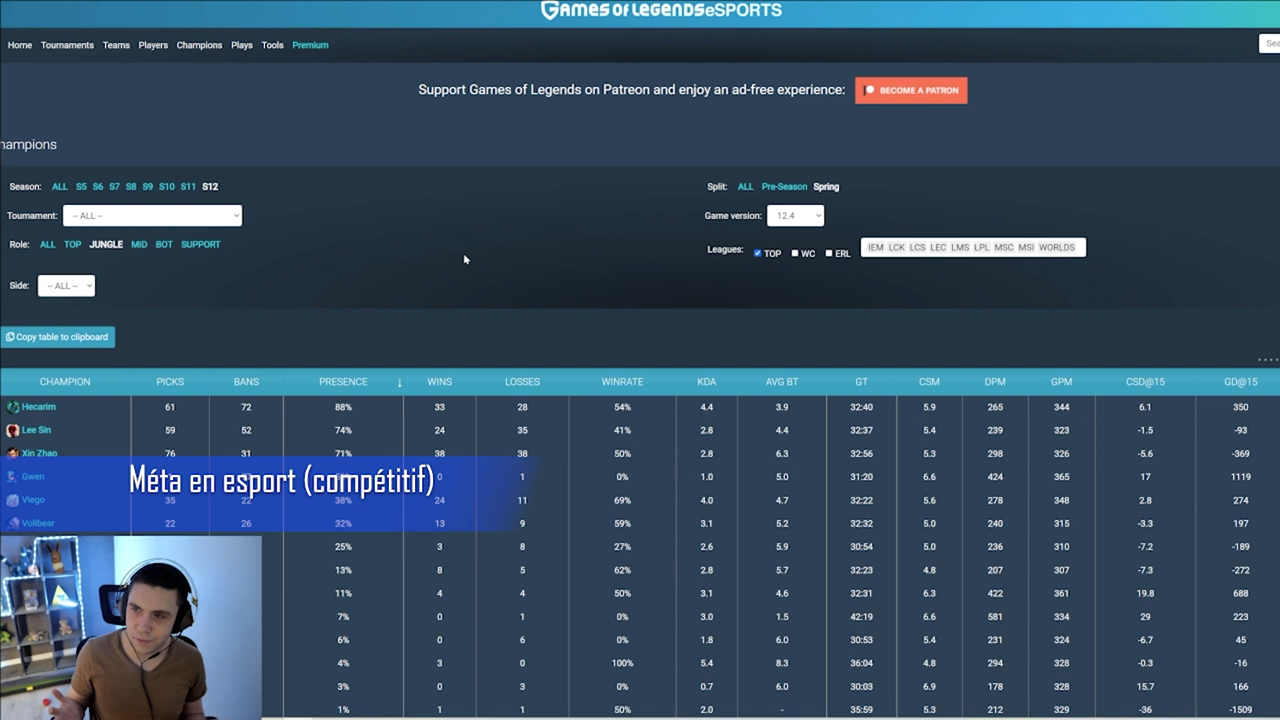 GAMES OF LEGENDS eSPORTS
Home Tournaments Teams Players Champions Plays Tools Premium
Support Games of Legends on Patreon and enjoy an ad-free experience: BECOME A PATRON
hampions
Season: ALL S5 S6 S7 S8 S9 S10 S11 S12
Split: ALL Pre-Season Spring
Tournament: -- ALL --
Game version: 12.4
Role: ALL TOP JUNGLE MID BOT SUPPORT
Leagues: TOP WC ERL IEM LCK LCS LEC LMS LPL MSC MSI WORLDS
Side: -- ALL --
Copy table to clipboard
CHAMPION PICKS BANS PRESENCE ↓ WINS LOSSES WINRATE KDA AVG BT GT CSM DPM GPM CSD@15 GD@15
Hecarim 61 72 88% 33 28 54% 4.4 3.9 32:40 5.9 265 344 6.1 350
Lee Sin 59 52 74% 24 35 41% 2.8 4.4 32:37 5.4 239 323 -1.5 -93
Xin Zhao 76 31 71% 38 38 50% 2.8 6.3 32:56 5.3 298 326 -5.6 -369
Gwen 0 1 0% 1.0 5.0 31:20 6.6 424 365 17 1119
Méta en esport (compétitif)
Viego 35 22 38% 24 11 69% 4.0 4.7 32:22 5.6 278 348 2.8 274
Volibear 22 26 32% 13 9 59% 3.1 5.2 32:32 5.0 240 315 -3.3 197
25% 3 8 27% 2.6 5.9 30:54 5.0 236 310 -7.2 -189
13% 8 5 62% 2.8 5.7 32:23 4.8 207 307 -7.3 -272
11% 4 4 50% 3.1 4.6 32:31 6.3 422 361 19.8 688
7% 0 1 0% 3.0 1.5 42:19 6.6 581 334 29 223
6% 0 6 0% 1.8 6.0 30:53 5.4 231 324 -6.7 45
4% 3 0 100% 5.4 8.3 36:04 4.8 294 328 -0.3 -16
3% 0 3 0% 0.7 6.0 30:03 6.9 178 328 15.7 166
1% 1 1 50% 2.0 - 35:59 5.3 212 329 -36 -1509